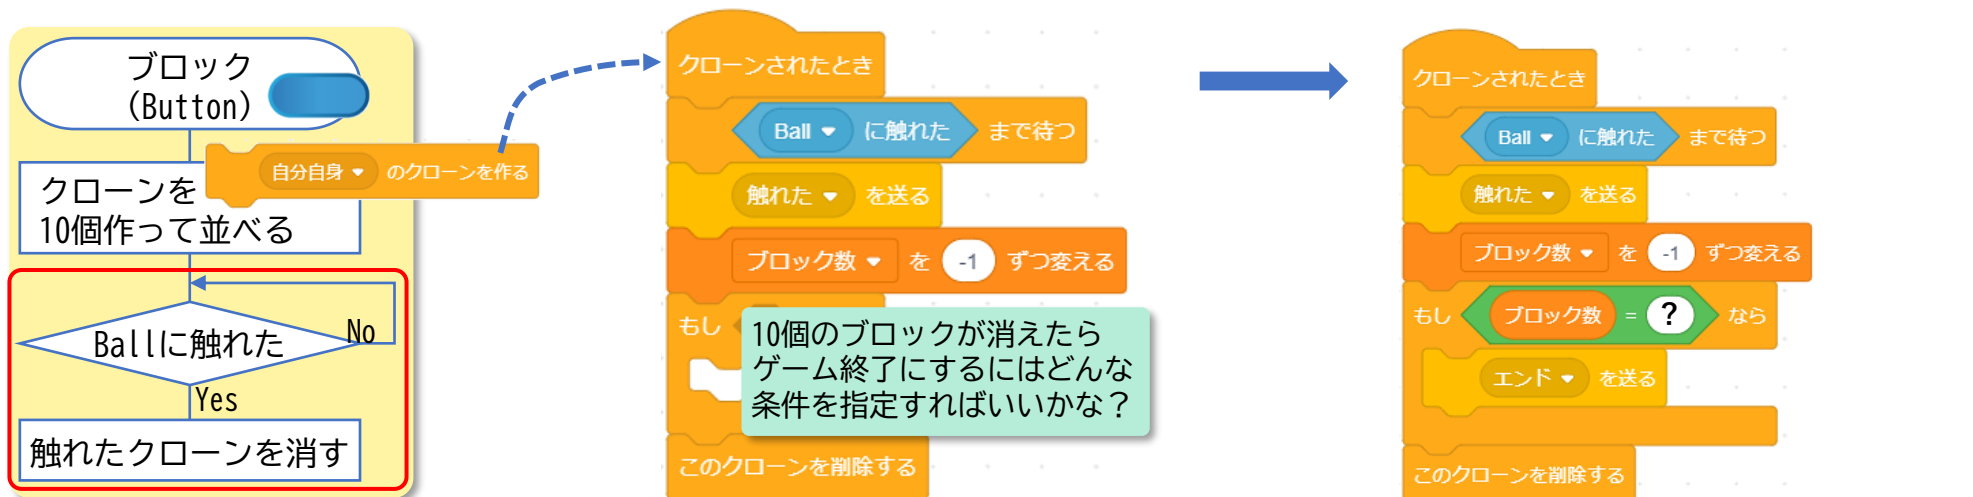 ブロック
(Button)
自分自身 のクローンを作る
クローンを
10個作って並べる
Ballに触れた
No
Yes
触れたクローンを消す
クローンされたとき
Ball に触れた まで待つ
触れた を送る
ブロック数 を -1 ずつ変える
もし
10個のブロックが消えたら
ゲーム終了にするにはどんな
条件を指定すればいいかな？
このクローンを削除する
クローンされたとき
Ball に触れた まで待つ
触れた を送る
ブロック数 を -1 ずつ変える
もし ブロック数 = ? なら
エンド を送る
このクローンを削除する